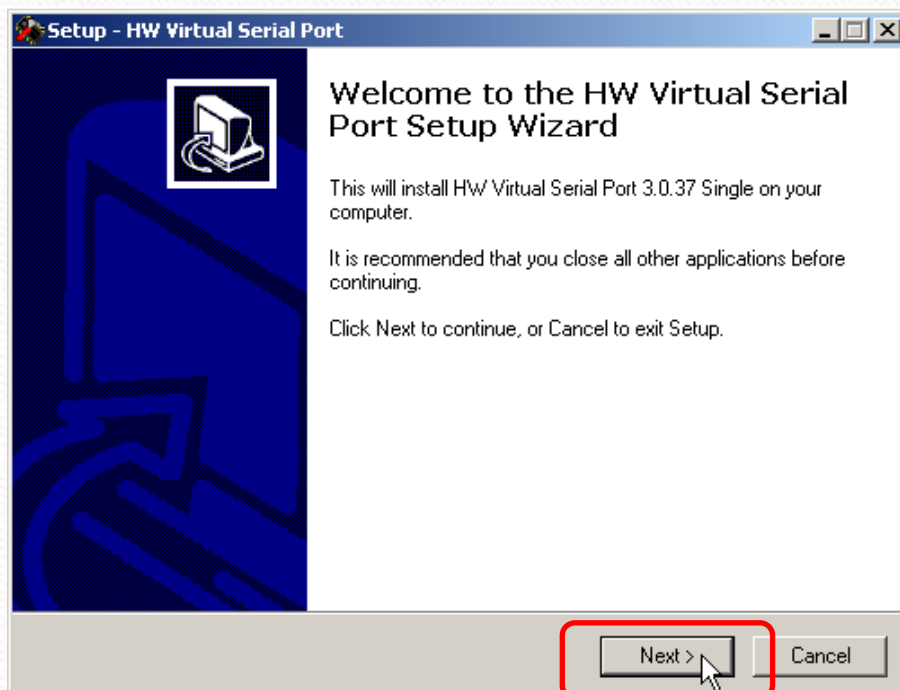 Setup - HW Virtual Serial Port
Welcome to the HW Virtual Serial
Port Setup Wizard
This will install HW Virtual Serial Port 3.0.37 Single on your
computer.
It is recommended that you close all other applications before
continuing.
Click Next to continue, or Cancel to exit Setup.
Next >
Cancel